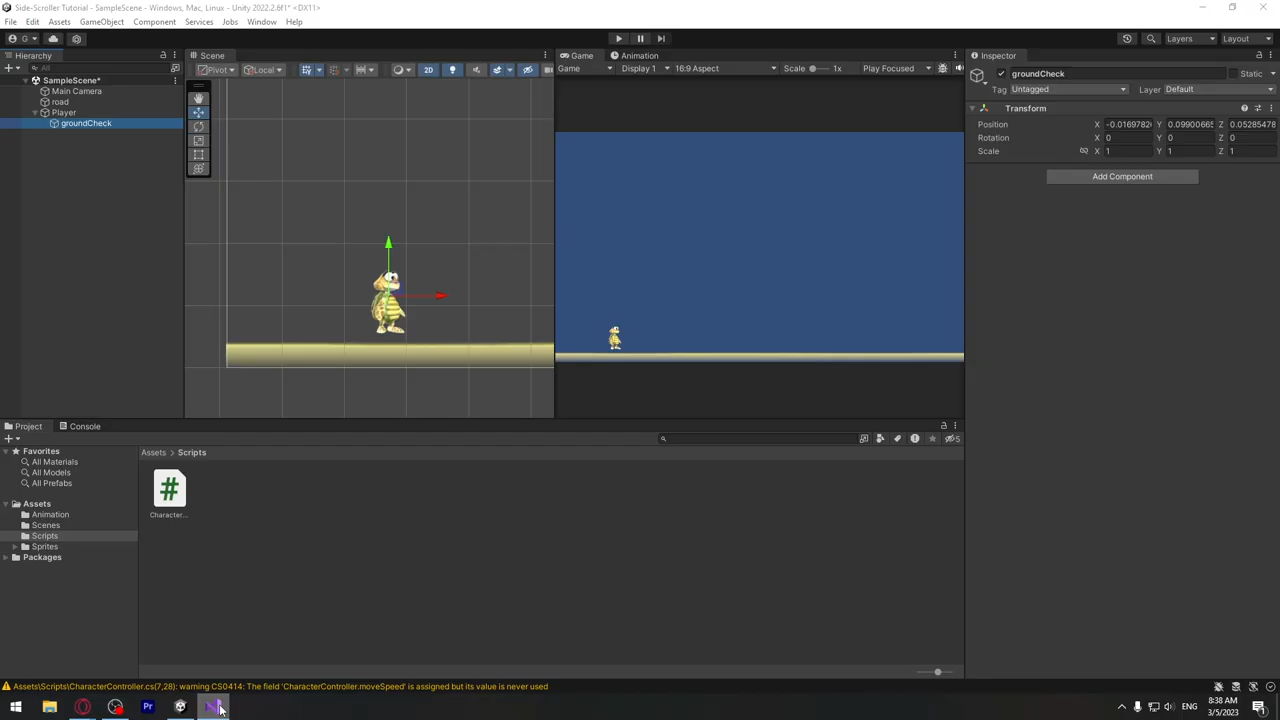 Side-Scroller Tutorial - SampleScene - Windows, Mac, Linux - Unity 2022.2.6f1* <DX11>
File Edit Assets GameObject Component Services Jobs Window Help
G Layers Layout
Hierarchy
All
SampleScene*
Main Camera
road
Player
groundCheck
Scene
Pivot Local 2D
Game Animation
Game Display 1 16:9 Aspect Scale 1x Play Focused
Inspector
groundCheck Static
Tag Untagged Layer Default
Transform
Position X -0.0169782 Y 0.09900665 Z 0.05285478
Rotation X 0 Y 0 Z 0
Scale X 1 Y 1 Z 1
Add Component
Project Console
5
Favorites
All Materials
All Models
All Prefabs
Assets
Animation
Scenes
Scripts
Sprites
Packages
Assets > Scripts
#
Character...
Assets\Scripts\CharacterController.cs(7,28): warning CS0414: The field 'CharacterController.moveSpeed' is assigned but its value is never used
Pr
ENG
8:38 AM
3/5/2023
1